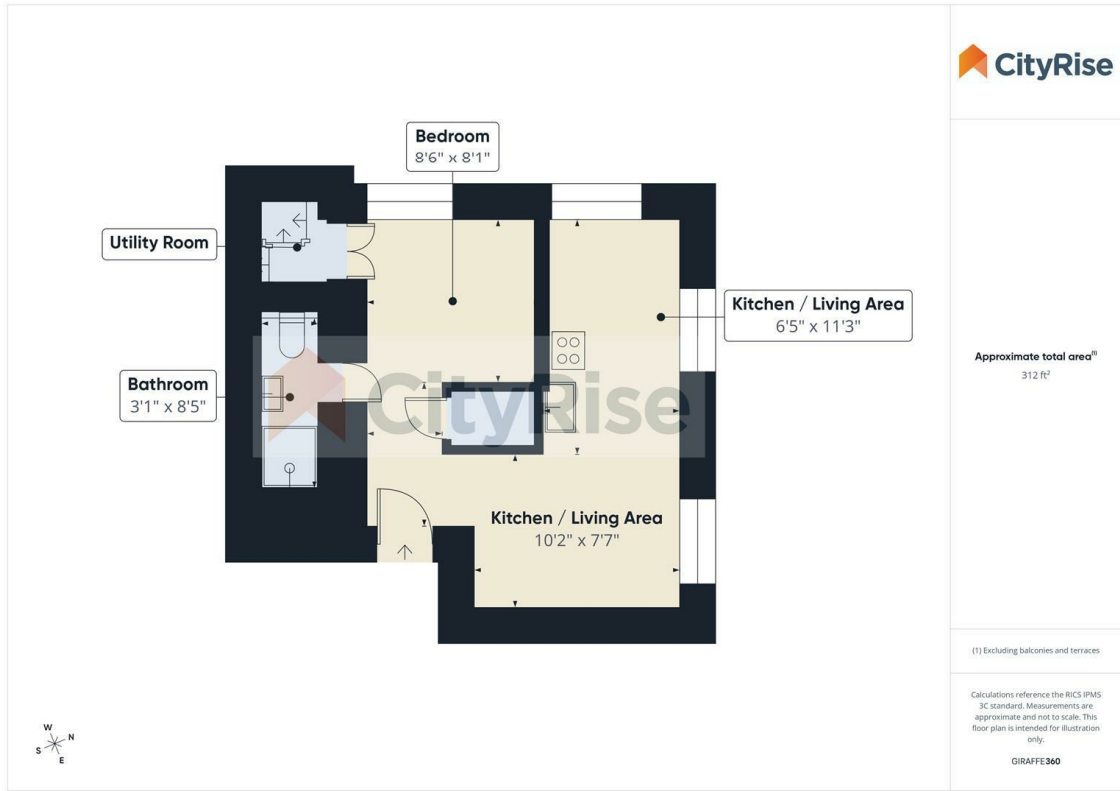 CityRise
Bedroom
8'6" x 8'1"
Utility Room
Kitchen / Living Area
6'5" x 11'3"
Approximate total area(1)
312 ft²
Bathroom
3'1" x 8'5"
CityRise
Kitchen / Living Area
10'2" x 7'7"
(1) Excluding balconies and terraces
Calculations reference the RICS IPMS
3C standard. Measurements are
approximate and not to scale. This
floor plan is intended for illustration
only.
GIRAFFE360
W
N
S
E